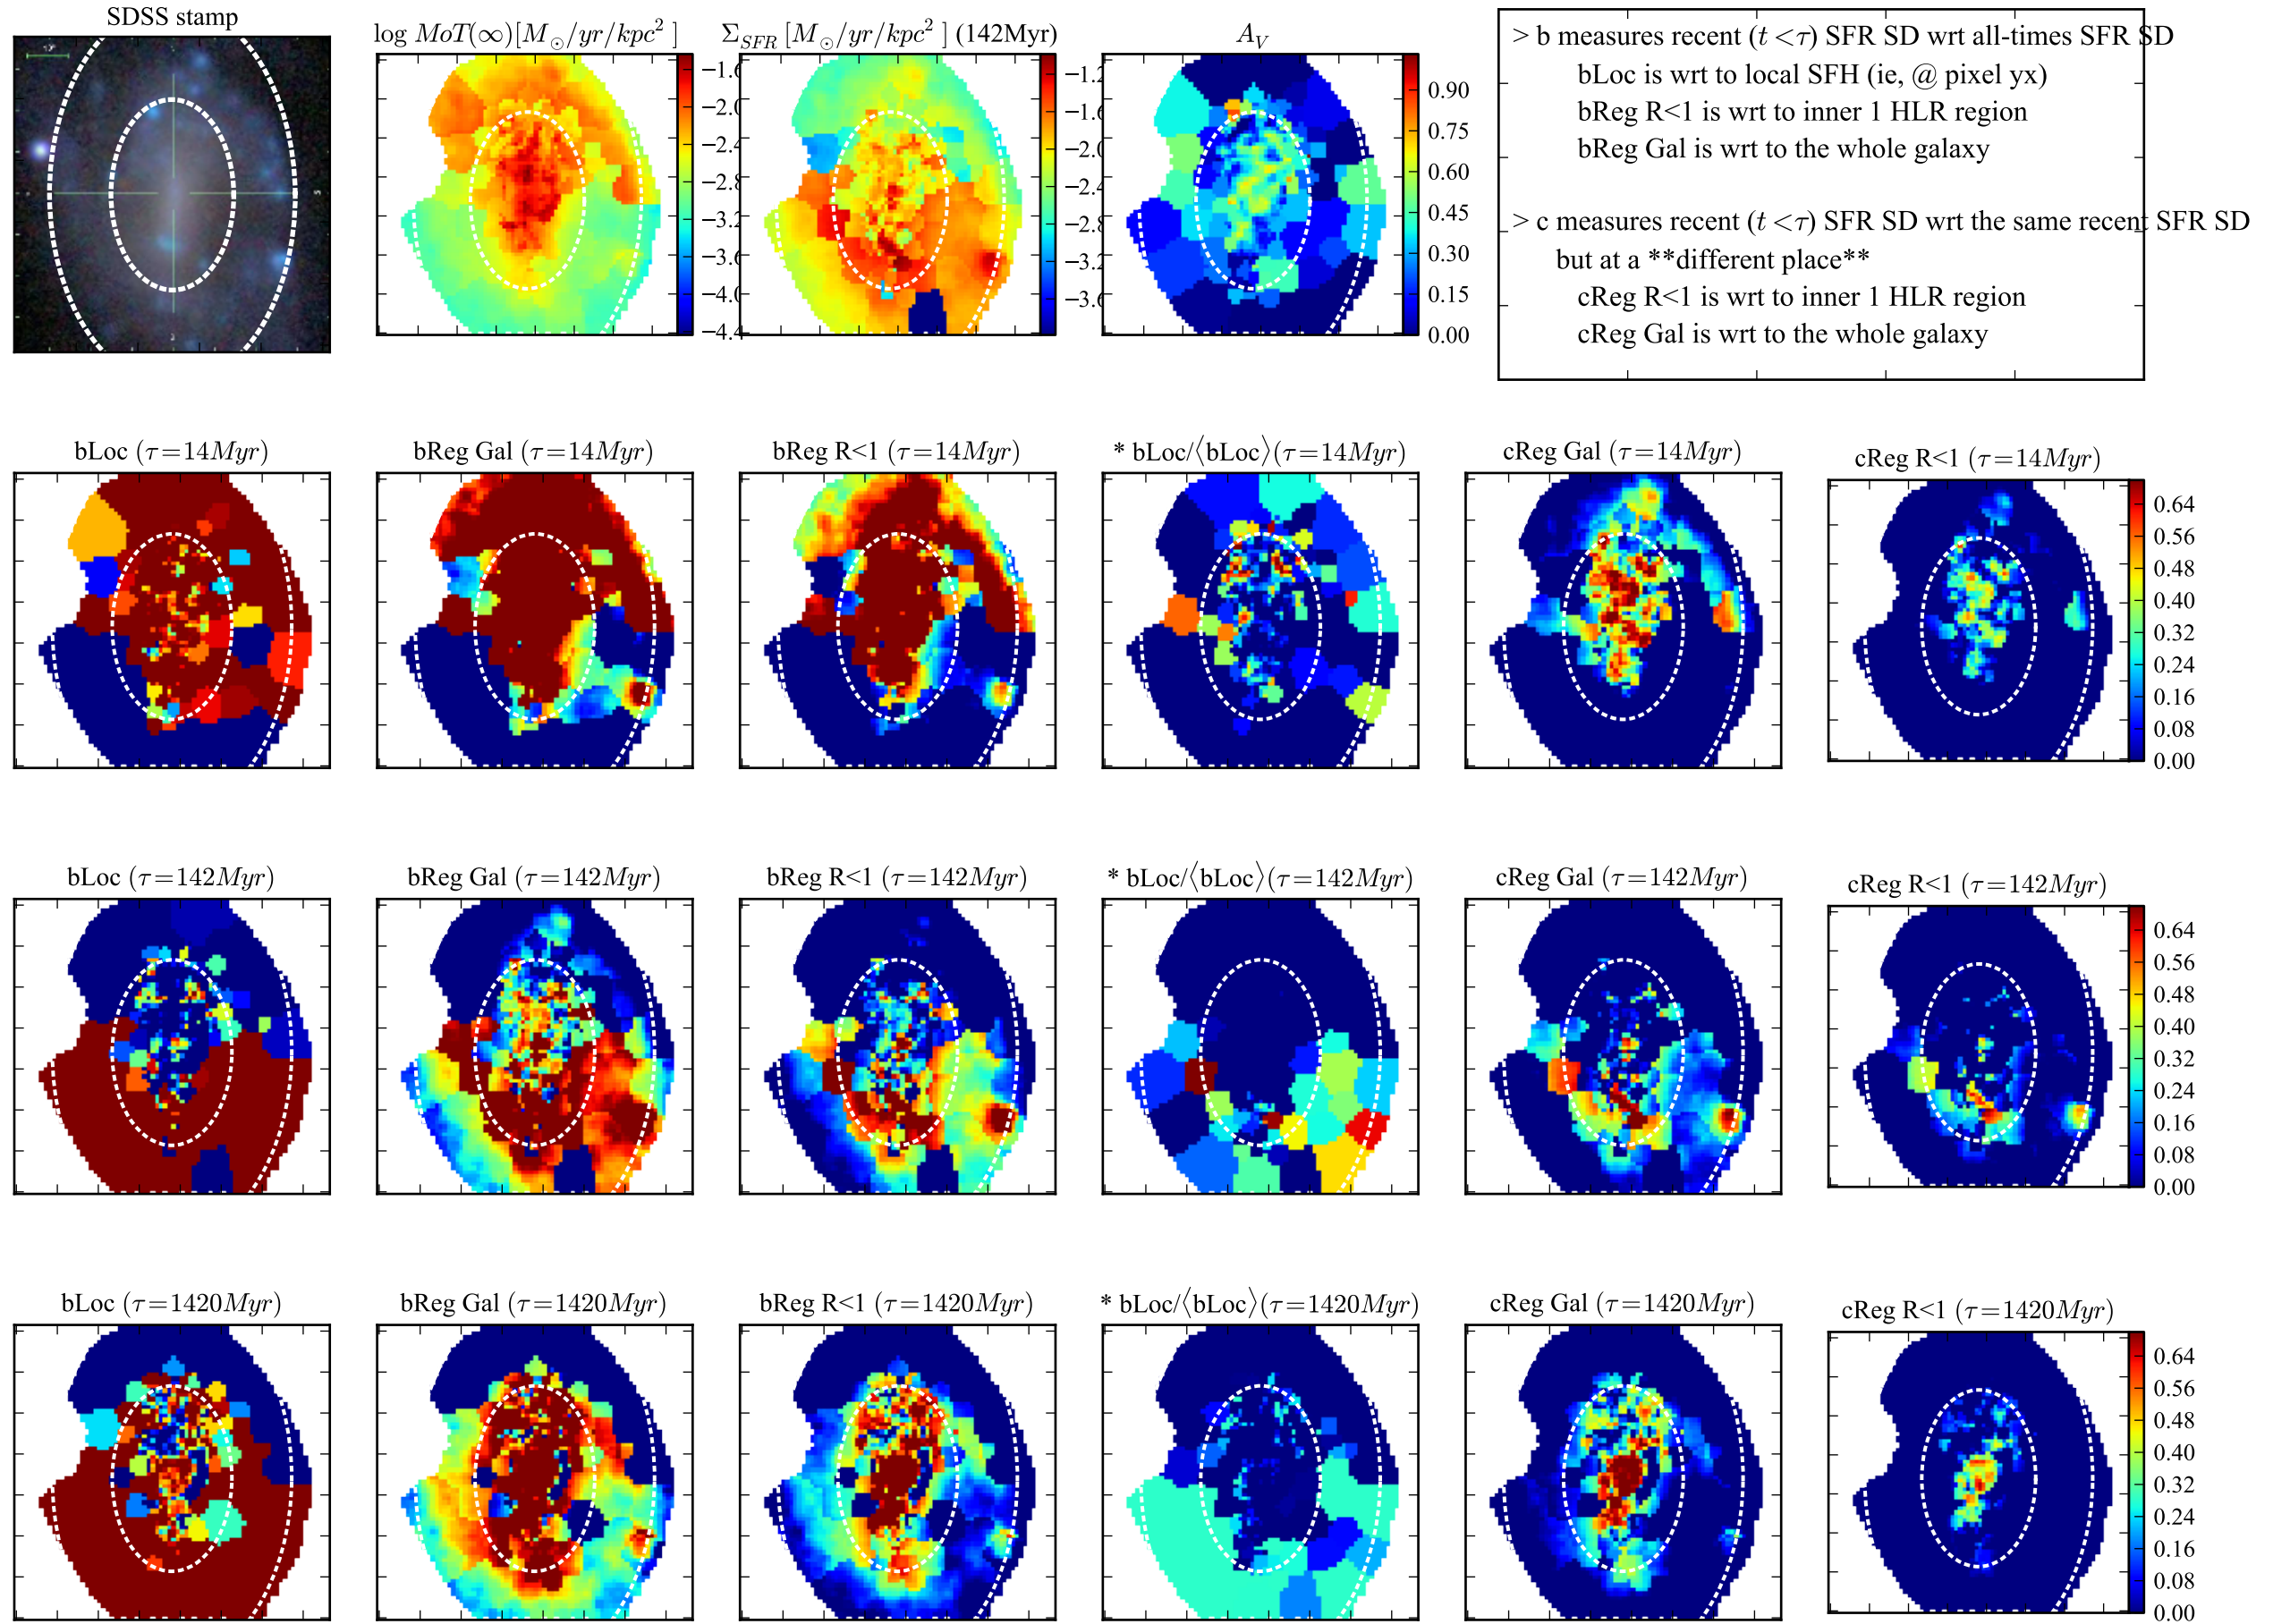 SDSS stamp
log MoT(∞)[M⊙/yr/kpc² ]
Σ_SFR [M⊙/yr/kpc² ] (142Myr)
A_V
−1.6
−2.0
−2.4
−2.8
−3.2
−3.6
−4.0
−4.4
−1.2
−1.6
−2.0
−2.4
−2.8
−3.2
−3.6
0.90
0.75
0.60
0.45
0.30
0.15
0.00
> b measures recent (t <τ) SFR SD wrt all-times SFR SD
bLoc is wrt to local SFH (ie, @ pixel yx)
bReg R<1 is wrt to inner 1 HLR region
bReg Gal is wrt to the whole galaxy
> c measures recent (t <τ) SFR SD wrt the same recent SFR SD
but at a **different place**
cReg R<1 is wrt to inner 1 HLR region
cReg Gal is wrt to the whole galaxy
bLoc (τ=14Myr)
bReg Gal (τ=14Myr)
bReg R<1 (τ=14Myr)
* bLoc/⟨bLoc⟩(τ=14Myr)
cReg Gal (τ=14Myr)
cReg R<1 (τ=14Myr)
0.64
0.56
0.48
0.40
0.32
0.24
0.16
0.08
0.00
bLoc (τ=142Myr)
bReg Gal (τ=142Myr)
bReg R<1 (τ=142Myr)
* bLoc/⟨bLoc⟩(τ=142Myr)
cReg Gal (τ=142Myr)
cReg R<1 (τ=142Myr)
0.64
0.56
0.48
0.40
0.32
0.24
0.16
0.08
0.00
bLoc (τ=1420Myr)
bReg Gal (τ=1420Myr)
bReg R<1 (τ=1420Myr)
* bLoc/⟨bLoc⟩(τ=1420Myr)
cReg Gal (τ=1420Myr)
cReg R<1 (τ=1420Myr)
0.64
0.56
0.48
0.40
0.32
0.24
0.16
0.08
0.00